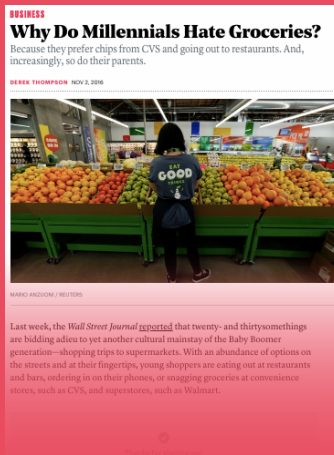 BUSINESS
Why Do Millennials Hate Groceries?
Because they prefer chips from CVS and going out to restaurants. And,
increasingly, so do their parents.
DEREK THOMPSON NOV 2, 2016
EAT
GOOD
THINGS
MARIO ANZUONI / REUTERS
Last week, the Wall Street Journal reported that twenty- and thirtysomethings
are bidding adieu to yet another cultural mainstay of the Baby Boomer
generation—shopping trips to supermarkets. With an abundance of options on
the streets and at their fingertips, young shoppers are eating out at restaurants
and bars, ordering in on their phones, or snagging groceries at convenience
stores, such as CVS, and superstores, such as Walmart.